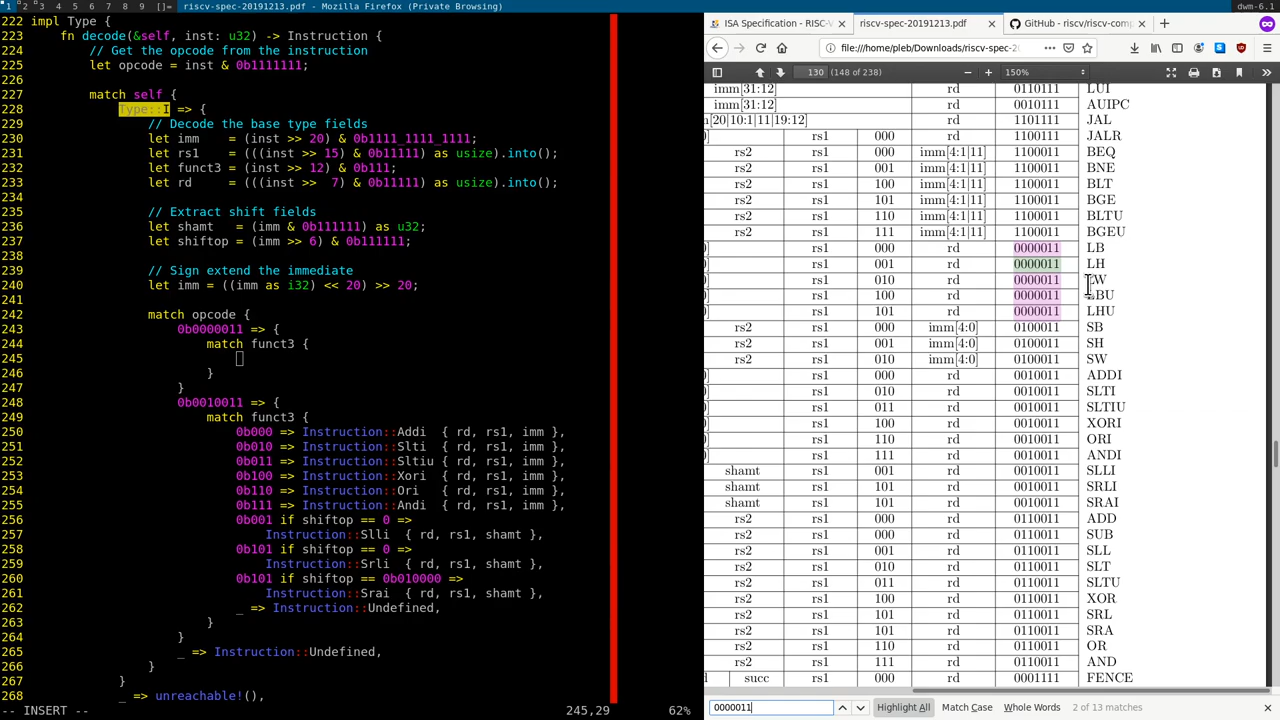 1 2 3 4 5 6 7 8 9 []= riscv-spec-20191213.pdf - Mozilla Firefox (Private Browsing) dwm-6.1
222 impl Type {
223 fn decode(&self, inst: u32) -> Instruction {
224 // Get the opcode from the instruction
225 let opcode = inst & 0b1111111;
226
227 match self {
228 Type::I => {
229 // Decode the base type fields
230 let imm = (inst >> 20) & 0b1111_1111_1111;
231 let rs1 = (((inst >> 15) & 0b11111) as usize).into();
232 let funct3 = (inst >> 12) & 0b111;
233 let rd = (((inst >> 7) & 0b11111) as usize).into();
234
235 // Extract shift fields
236 let shamt = (imm & 0b111111) as u32;
237 let shiftop = (imm >> 6) & 0b111111;
238
239 // Sign extend the immediate
240 let imm = ((imm as i32) << 20) >> 20;
241
242 match opcode {
243 0b0000011 => {
244 match funct3 {
245
246 }
247 }
248 0b0010011 => {
249 match funct3 {
250 0b000 => Instruction::Addi { rd, rs1, imm },
251 0b010 => Instruction::Slti { rd, rs1, imm },
252 0b011 => Instruction::Sltiu { rd, rs1, imm },
253 0b100 => Instruction::Xori { rd, rs1, imm },
254 0b110 => Instruction::Ori { rd, rs1, imm },
255 0b111 => Instruction::Andi { rd, rs1, imm },
256 0b001 if shiftop == 0 =>
257 Instruction::Slli { rd, rs1, shamt },
258 0b101 if shiftop == 0 =>
259 Instruction::Srli { rd, rs1, shamt },
260 0b101 if shiftop == 0b010000 =>
261 Instruction::Srai { rd, rs1, shamt },
262 _ => Instruction::Undefined,
263 }
264 }
265 _ => Instruction::Undefined,
266 }
267 }
268 _ => unreachable!(),
-- INSERT -- 245,29 62%
ISA Specification - RISC-V riscv-spec-20191213.pdf GitHub - riscv/riscv-com
file:///home/pleb/Downloads/riscv-spec-2
130 (148 of 238) 150%
imm[31:12] rd 0110111 LUI
imm[31:12] rd 0010111 AUIPC
[20|10:1|11|19:12] rd 1101111 JAL
rs1 000 rd 1100111 JALR
rs2 rs1 000 imm[4:1|11] 1100011 BEQ
rs2 rs1 001 imm[4:1|11] 1100011 BNE
rs2 rs1 100 imm[4:1|11] 1100011 BLT
rs2 rs1 101 imm[4:1|11] 1100011 BGE
rs2 rs1 110 imm[4:1|11] 1100011 BLTU
rs2 rs1 111 imm[4:1|11] 1100011 BGEU
rs1 000 rd 0000011 LB
rs1 001 rd 0000011 LH
rs1 010 rd 0000011 LW
rs1 100 rd 0000011 LBU
rs1 101 rd 0000011 LHU
rs2 rs1 000 imm[4:0] 0100011 SB
rs2 rs1 001 imm[4:0] 0100011 SH
rs2 rs1 010 imm[4:0] 0100011 SW
rs1 000 rd 0010011 ADDI
rs1 010 rd 0010011 SLTI
rs1 011 rd 0010011 SLTIU
rs1 100 rd 0010011 XORI
rs1 110 rd 0010011 ORI
rs1 111 rd 0010011 ANDI
shamt rs1 001 rd 0010011 SLLI
shamt rs1 101 rd 0010011 SRLI
shamt rs1 101 rd 0010011 SRAI
rs2 rs1 000 rd 0110011 ADD
rs2 rs1 000 rd 0110011 SUB
rs2 rs1 001 rd 0110011 SLL
rs2 rs1 010 rd 0110011 SLT
rs2 rs1 011 rd 0110011 SLTU
rs2 rs1 100 rd 0110011 XOR
rs2 rs1 101 rd 0110011 SRL
rs2 rs1 101 rd 0110011 SRA
rs2 rs1 110 rd 0110011 OR
rs2 rs1 111 rd 0110011 AND
succ rs1 000 rd 0001111 FENCE
0000011 Highlight All Match Case Whole Words 2 of 13 matches